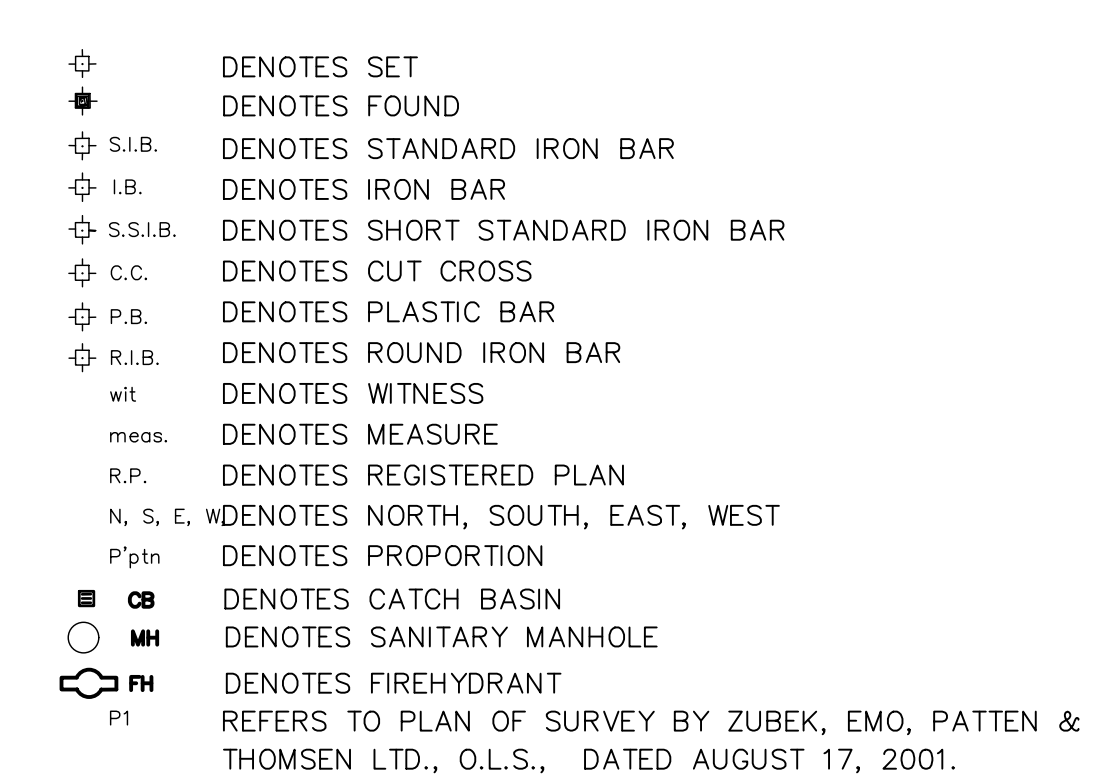 DENOTES SET
DENOTES FOUND
S.I.B. DENOTES STANDARD IRON BAR
I.B. DENOTES IRON BAR
S.S.I.B. DENOTES SHORT STANDARD IRON BAR
C.C. DENOTES CUT CROSS
P.B. DENOTES PLASTIC BAR
R.I.B. DENOTES ROUND IRON BAR
wit DENOTES WITNESS
meas. DENOTES MEASURE
R.P. DENOTES REGISTERED PLAN
N, S, E, W, DENOTES NORTH, SOUTH, EAST, WEST
P'ptn DENOTES PROPORTION
CB DENOTES CATCH BASIN
MH DENOTES SANITARY MANHOLE
FH DENOTES FIREHYDRANT
P1 REFERS TO PLAN OF SURVEY BY ZUBEK, EMO, PATTEN &
THOMSEN LTD., O.L.S., DATED AUGUST 17, 2001.